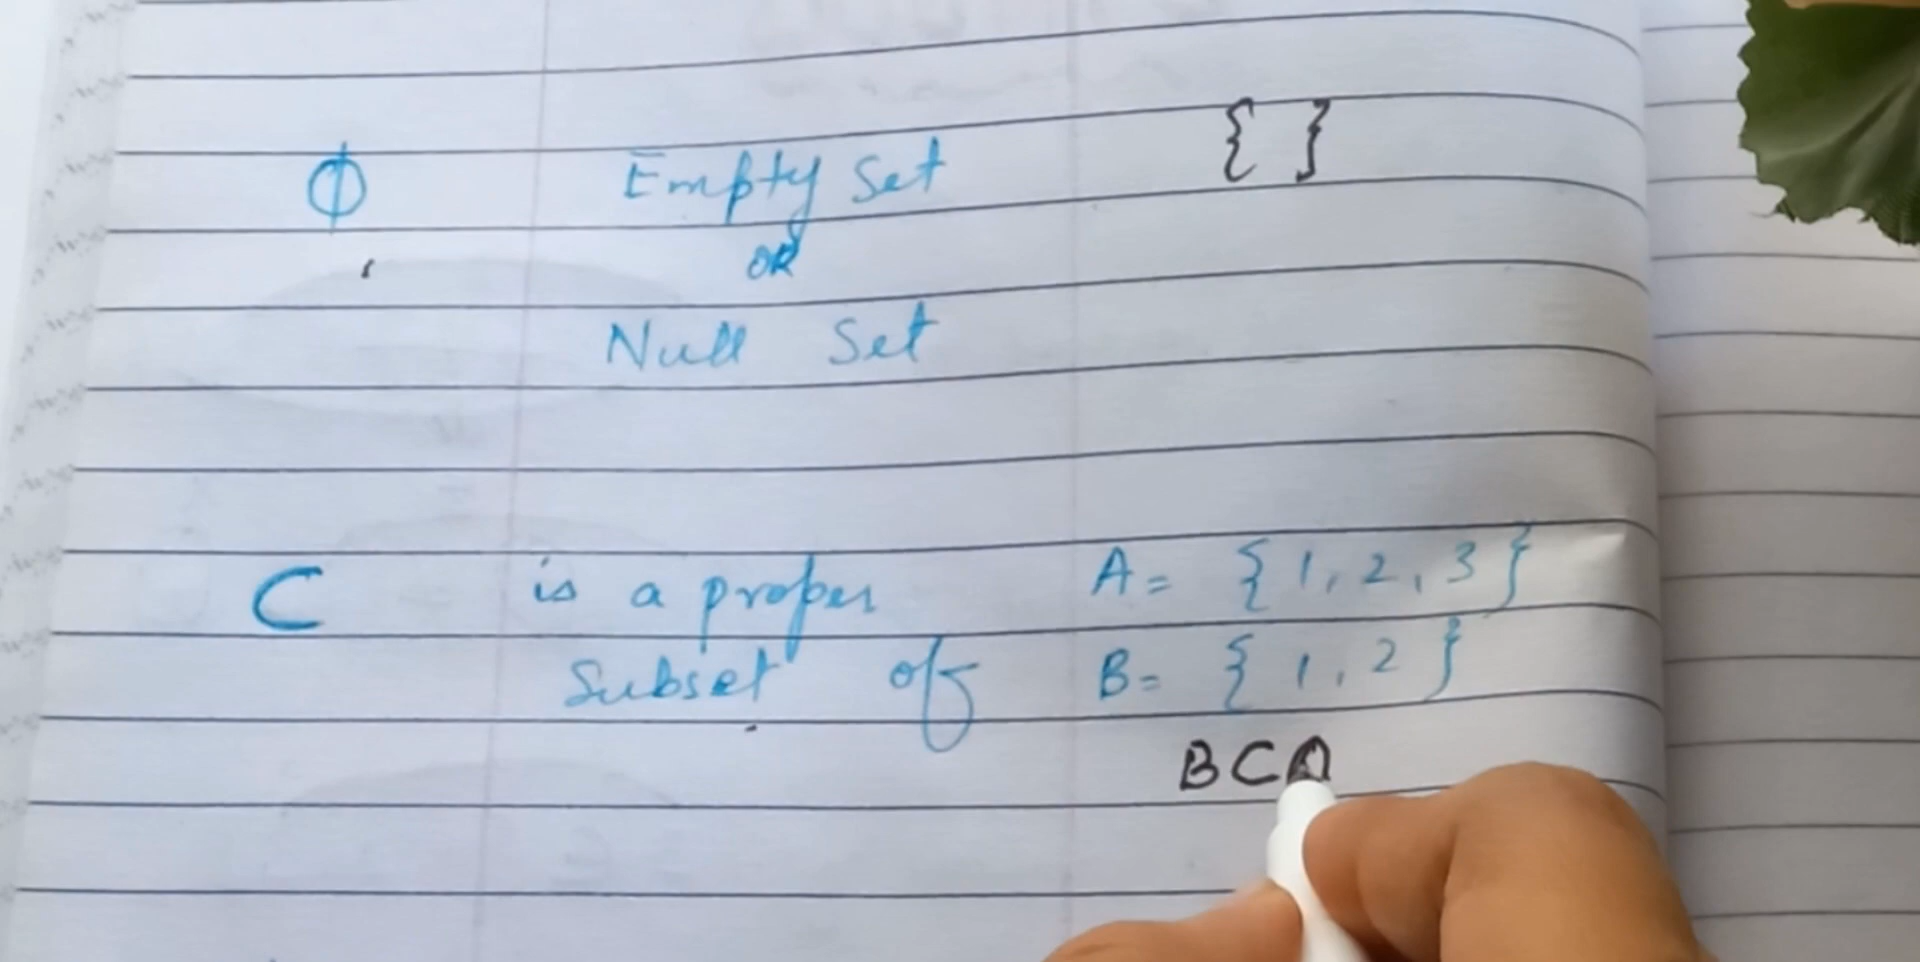 Φ Empty Set { }
OR
Null Set
⊂ is a proper A= {1, 2, 3}
Subset of B= {1, 2}
B⊂A